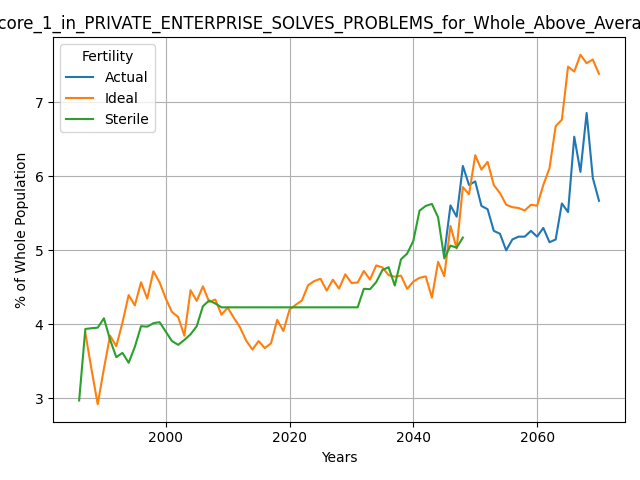 core_1_in_PRIVATE_ENTERPRISE_SOLVES_PROBLEMS_for_Whole_Above_Avera
Fertility
Actual
Ideal
Sterile
% of Whole Population
7
6
5
4
3
2000
2020
2040
2060
Years